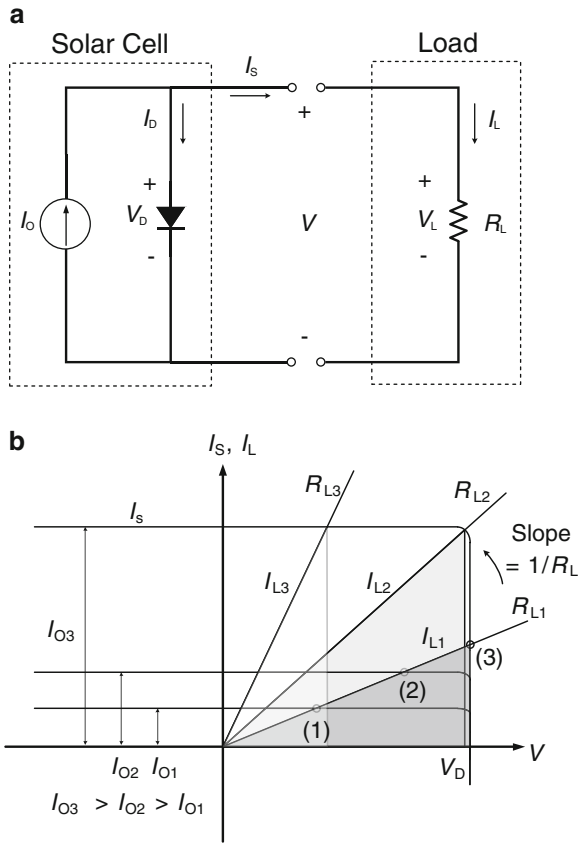 a
Solar Cell
Load
I_S
I_D
I_L
+
+
+
I_O
V_D
V
V_L
R_L
-
-
-
b
I_S, I_L
R_L3
R_L2
I_s
Slope
= 1/R_L
I_L3
I_L2
R_L1
I_L1
I_O3
(3)
(2)
(1)
I_O2 I_O1
V_D
V
I_O3 > I_O2 > I_O1